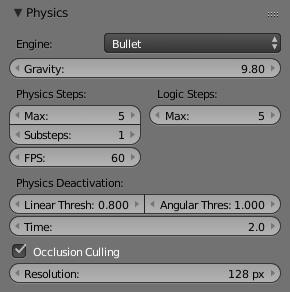 Physics
Engine: Bullet
Gravity: 9.80
Physics Steps: Logic Steps:
Max: 5 Max: 5
Substeps: 1
FPS: 60
Physics Deactivation:
Linear Thresh: 0.800 Angular Thres: 1.000
Time: 2.0
Occlusion Culling
Resolution: 128 px